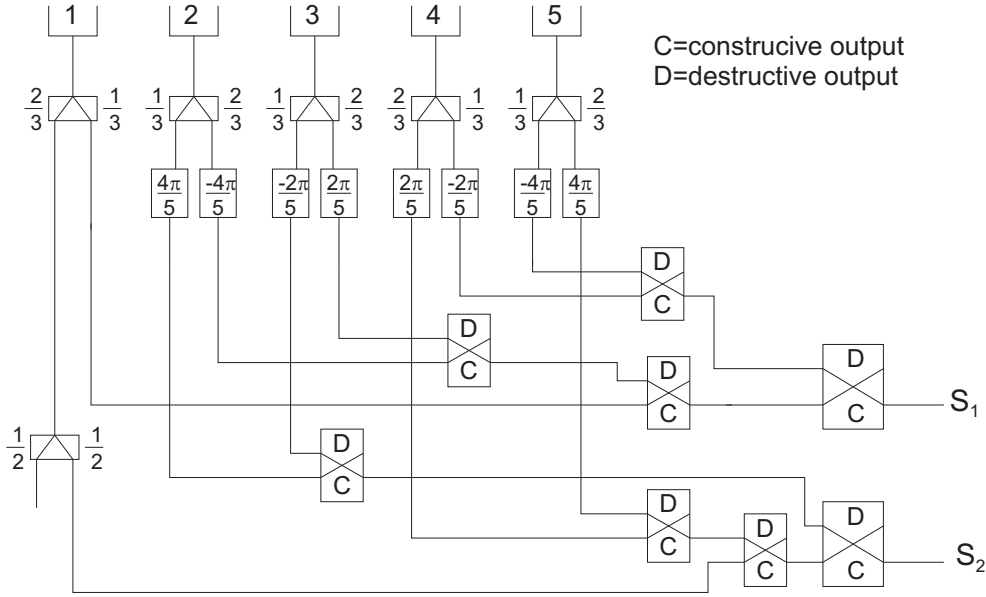 1 2 3 4 5
C=construcive output
D=destructive output
2/3 1/3 1/3 2/3 1/3 2/3 2/3 1/3 1/3 2/3
4π/5 -4π/5 -2π/5 2π/5 2π/5 -2π/5 -4π/5 4π/5
D
C
D
C
D
C
D
C
S1
1/2 1/2
D
C
D
C
D
C
D
C
S2